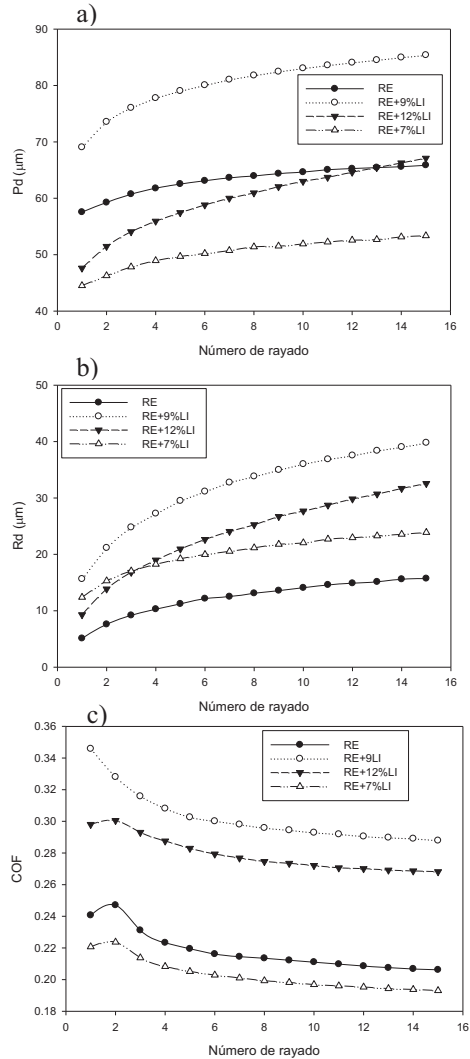 a)
90
80
70
60
50
40
Pd (μm)
RE
RE+9%LI
RE+12%LI
RE+7%LI
0 2 4 6 8 10 12 14 16
Número de rayado
b)
50
40
30
20
10
0
Rd (μm)
RE
RE+9%LI
RE+12%LI
RE+7%LI
0 2 4 6 8 10 12 14 16
Número de rayado
c)
0.36
0.34
0.32
0.30
0.28
0.26
0.24
0.22
0.20
0.18
COF
RE
RE+9LI
RE+12%LI
RE+7%LI
0 2 4 6 8 10 12 14 16
Número de rayado